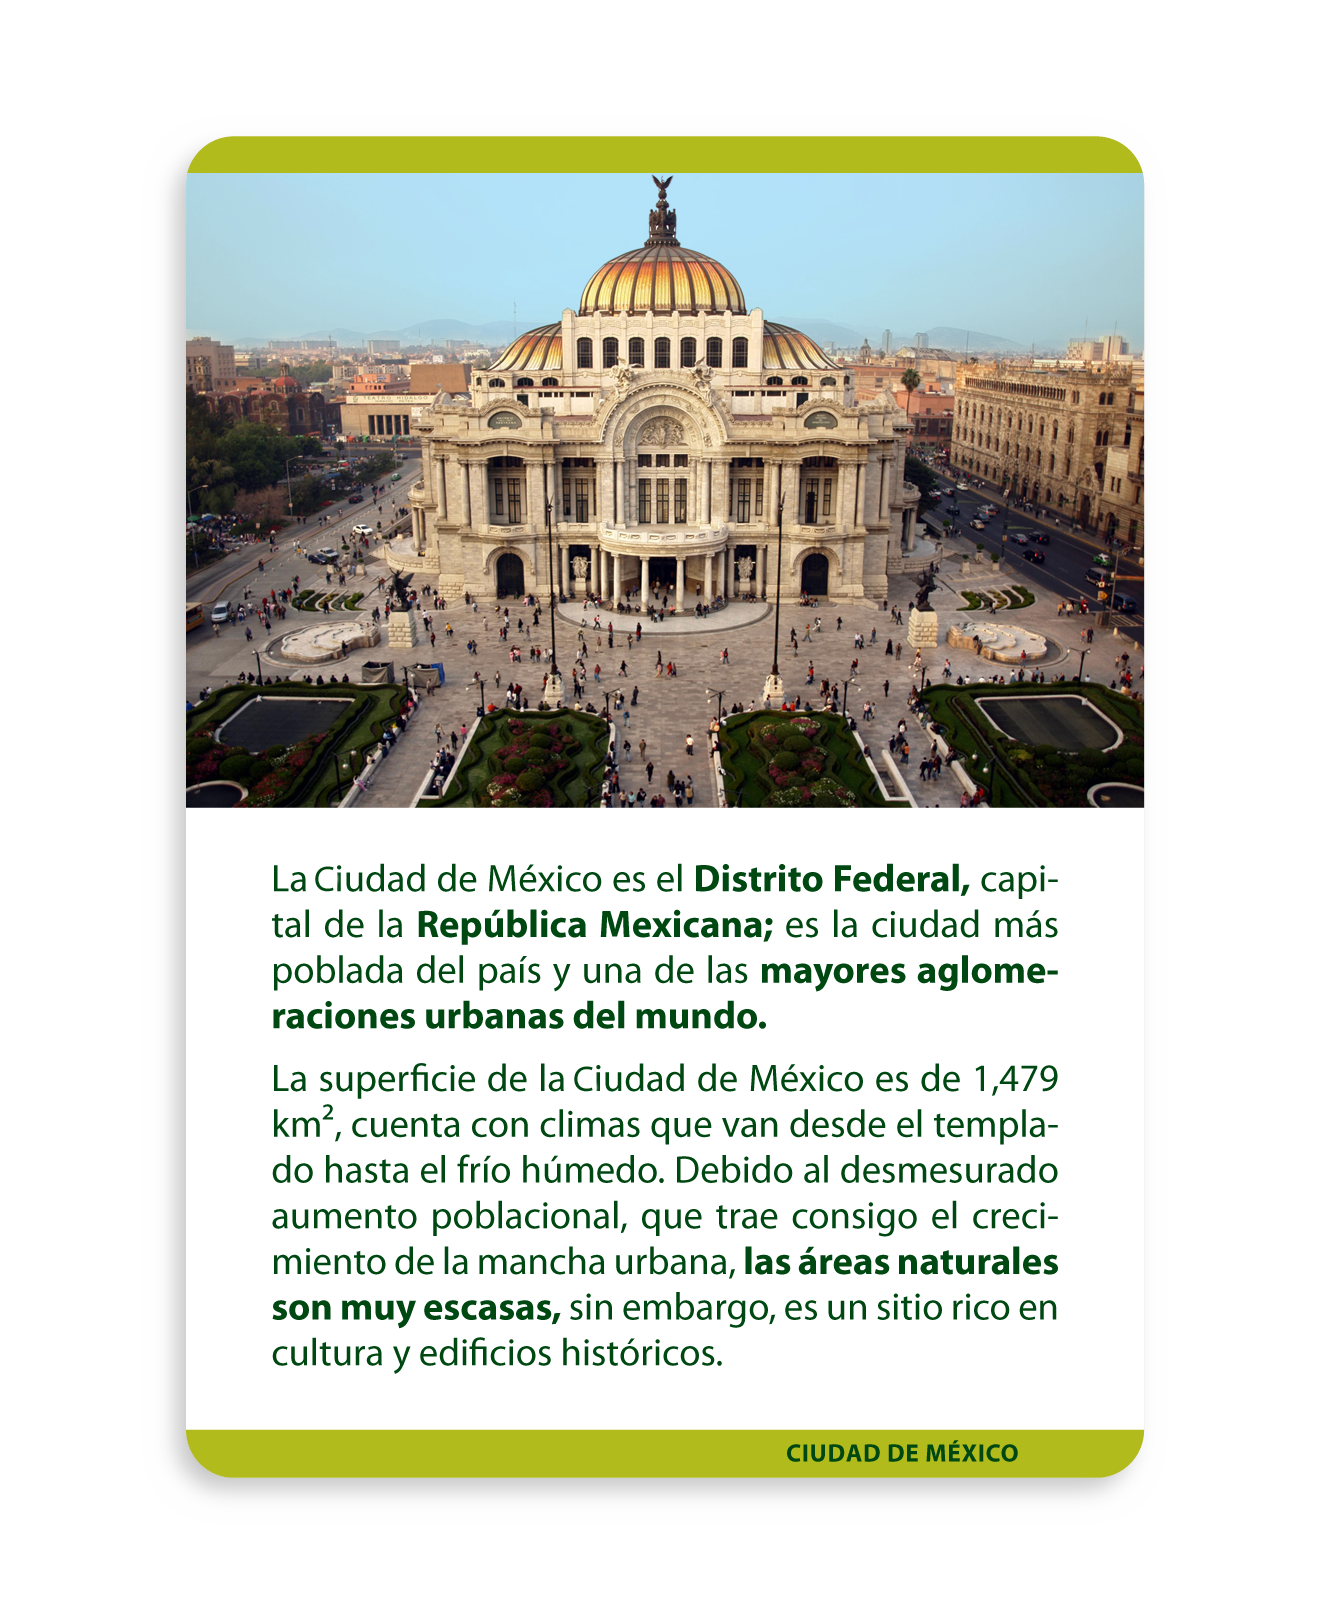 TEATRO HIDALGO
La Ciudad de México es el Distrito Federal, capi-
tal de la República Mexicana; es la ciudad más
poblada del país y una de las mayores aglome-
raciones urbanas del mundo.
La superficie de la Ciudad de México es de 1,479
km², cuenta con climas que van desde el templa-
do hasta el frío húmedo. Debido al desmesurado
aumento poblacional, que trae consigo el creci-
miento de la mancha urbana, las áreas naturales
son muy escasas, sin embargo, es un sitio rico en
cultura y edificios históricos.
CIUDAD DE MÉXICO